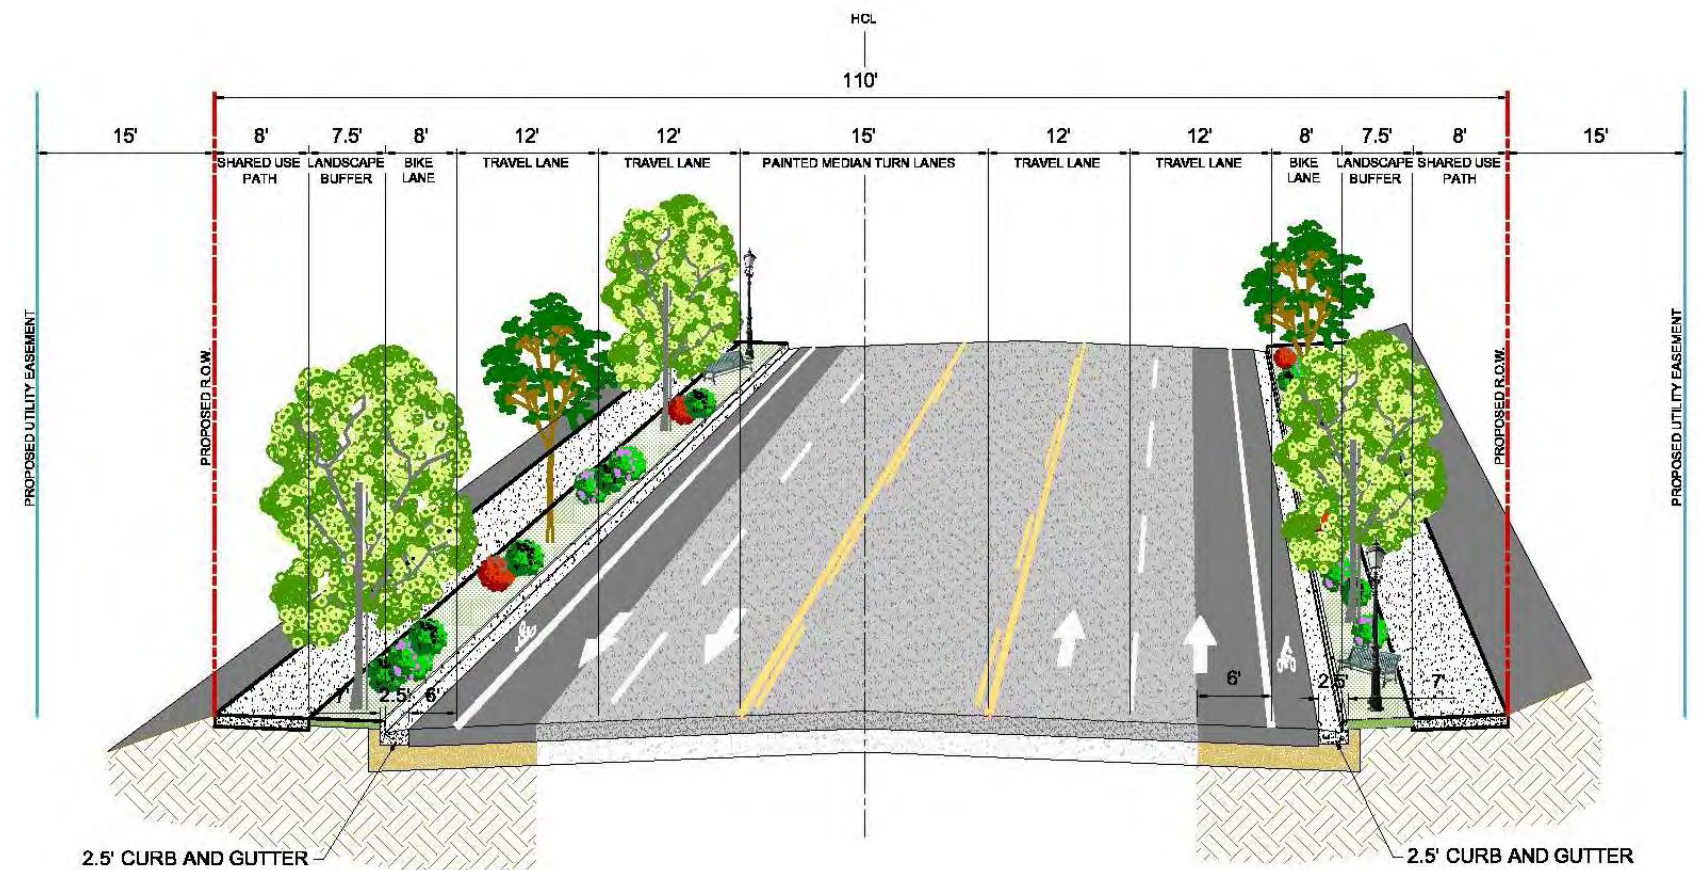 HCL
110'
15' 8' 7.5' 8' 12' 12' 15' 12' 12' 8' 7.5' 8' 15'
SHARED USE LANDSCAPE BIKE TRAVEL LANE TRAVEL LANE PAINTED MEDIAN TURN LANES TRAVEL LANE TRAVEL LANE BIKE LANDSCAPE SHARED USE
PATH BUFFER LANE LANE BUFFER PATH
PROPOSED UTILITY EASEMENT
PROPOSED R.O.W.
PROPOSED R.O.W.
PROPOSED UTILITY EASEMENT
7' 2.5' 6' 6' 2.5' 7'
2.5' CURB AND GUTTER
2.5' CURB AND GUTTER